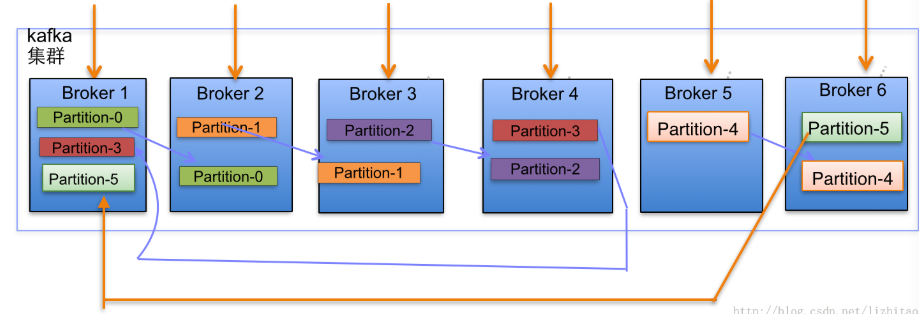 kafka
集群
Broker 1
Partition-0
Partition-3
Partition-5
Broker 2
Partition-1
Partition-0
Broker 3
Partition-2
Partition-1
Broker 4
Partition-3
Partition-2
Broker 5
Partition-4
Broker 6
Partition-5
Partition-4
http://blog.csdn.net/lizhitao